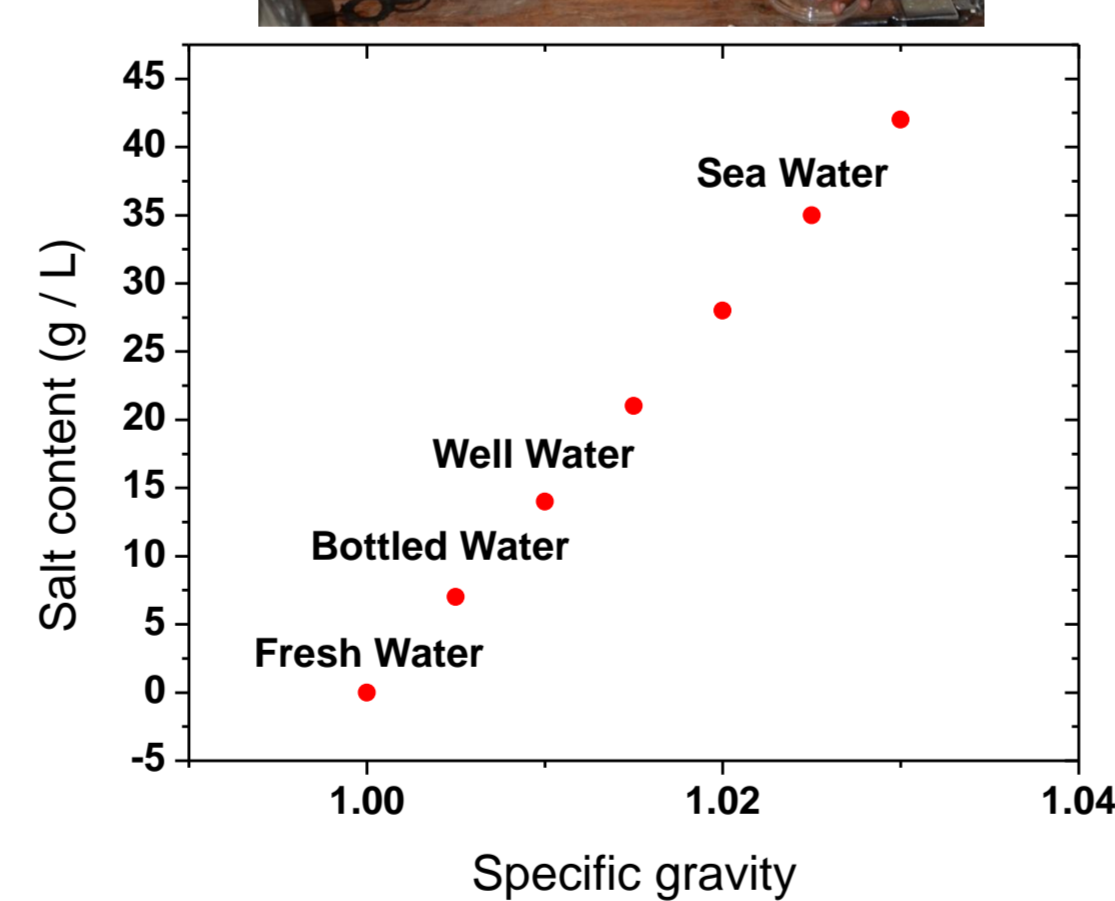 45
40
Sea Water
35
30
25
20
Well Water
15
Bottled Water
10
5
Fresh Water
0
-5
1.00 1.02 1.04
Specific gravity
Salt content (g / L)